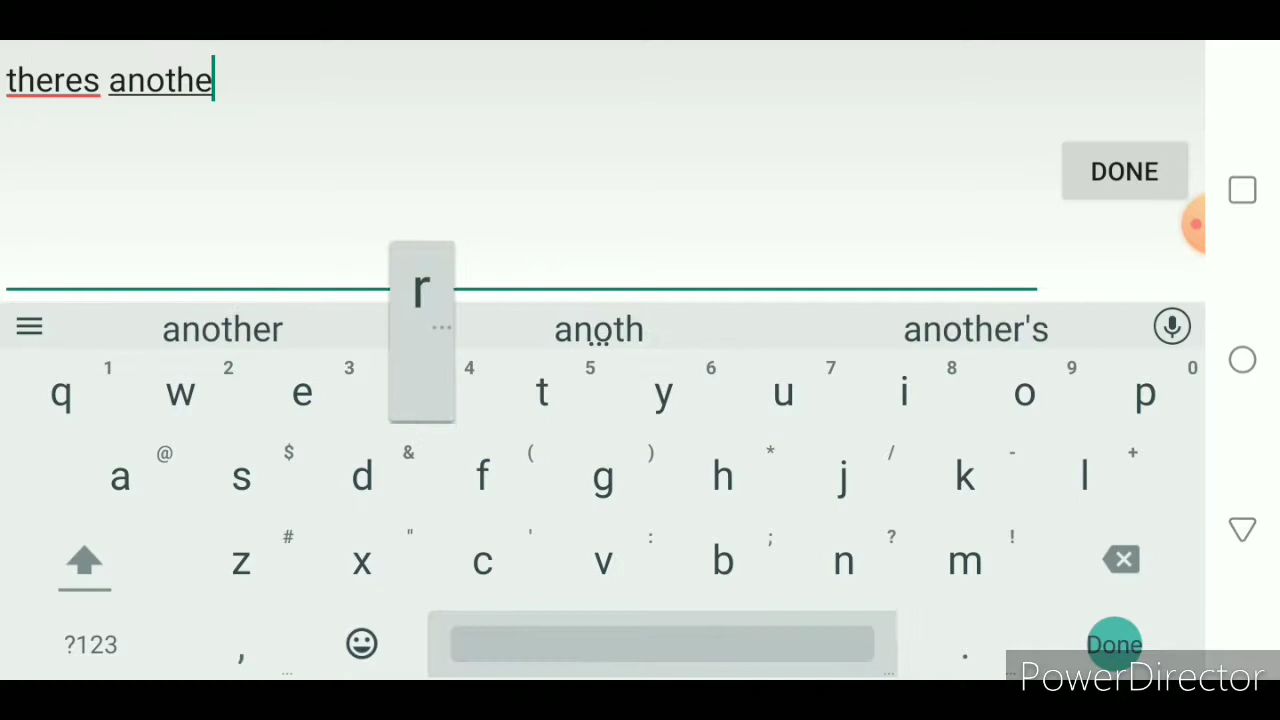 theres anothe
DONE
r
...
another anoth another's
...
1 2 3 4 5 6 7 8 9 0
q w e t y u i o p
@ $ & ( ) * / - +
a s d f g h j k l
# " ' : ; ? !
z x c v b n m
?123 , . Done
... ...
PowerDirector